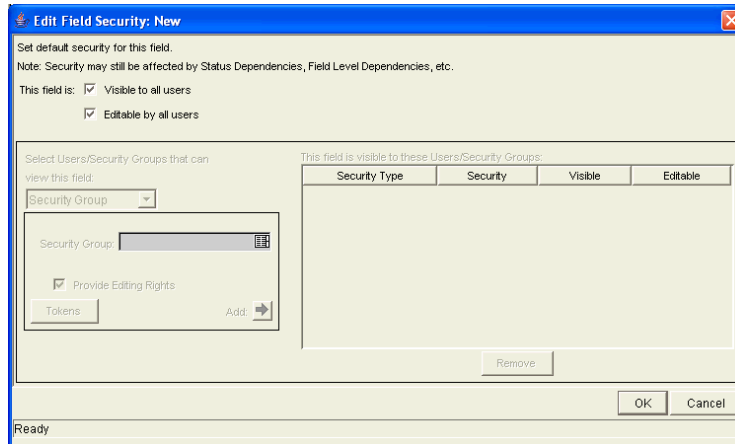 Edit Field Security: New
Set default security for this field.
Note: Security may still be affected by Status Dependencies, Field Level Dependencies, etc.
This field is: Visible to all users
Editable by all users
Select Users/Security Groups that can
view this field:
Security Group
Security Group:
Provide Editing Rights
Tokens
Add:
This field is visible to these Users/Security Groups:
Security Type Security Visible Editable
Remove
OK Cancel
Ready